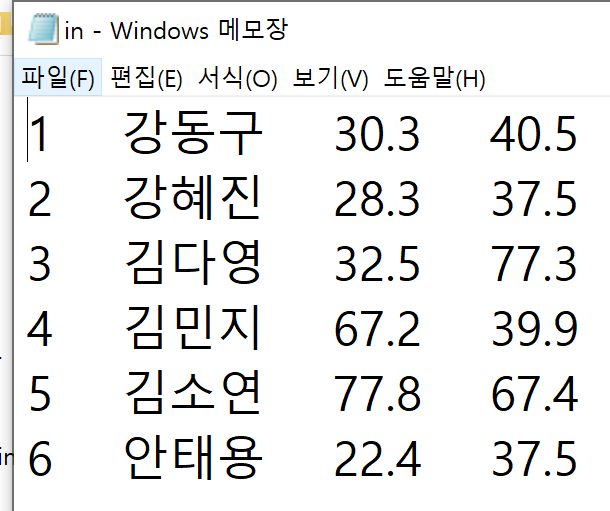 in - Windows 메모장
파일(F) 편집(E) 서식(O) 보기(V) 도움말(H)
1 강동구 30.3 40.5
2 강혜진 28.3 37.5
3 김다영 32.5 77.3
4 김민지 67.2 39.9
5 김소연 77.8 67.4
in
6 안태용 22.4 37.5